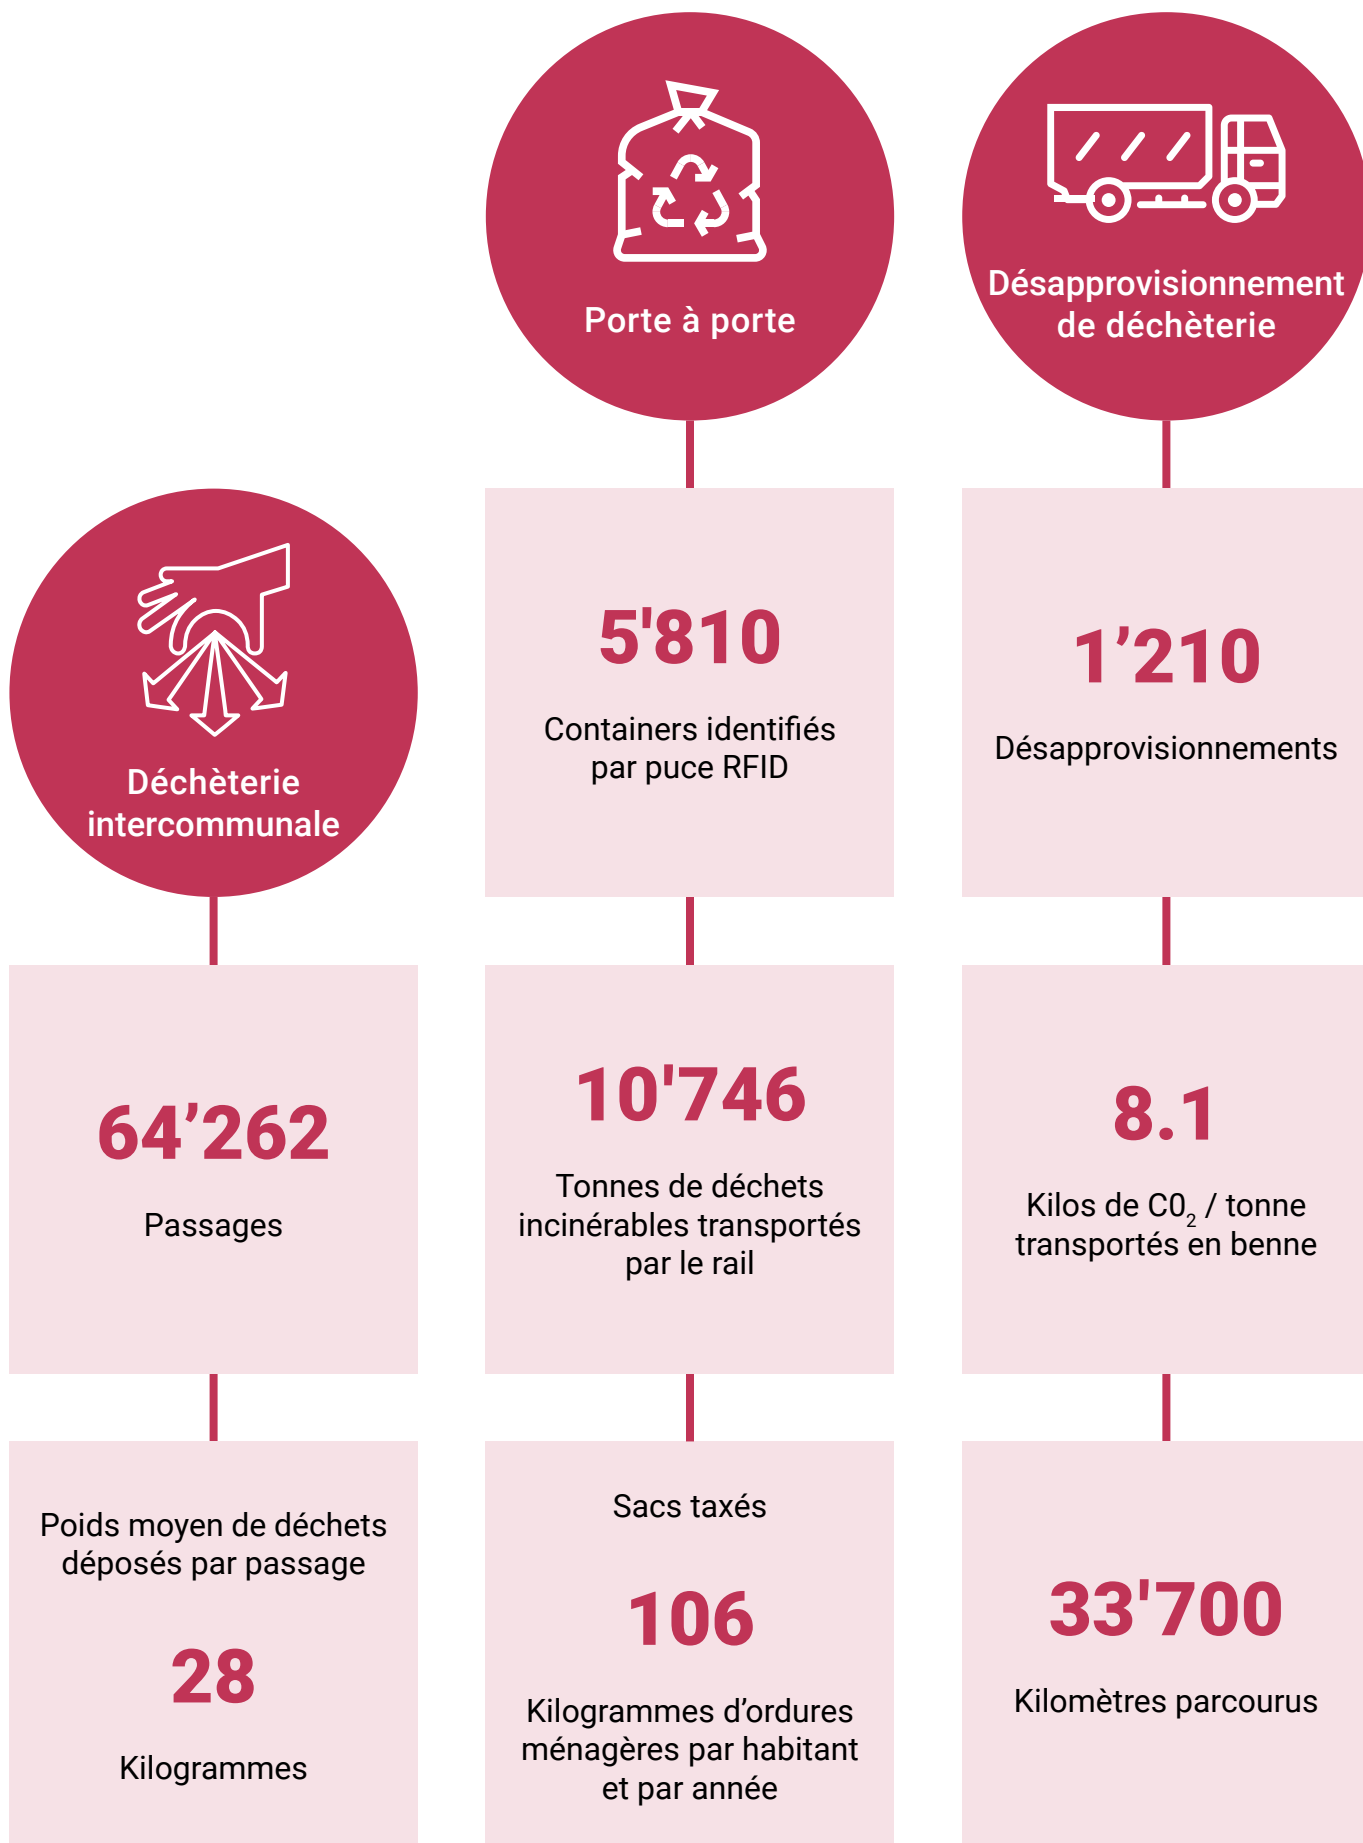 Déchèterie
intercommunale
64’262
Passages
Poids moyen de déchets
déposés par passage
28
Kilogrammes
Porte à porte
5'810
Containers identifiés
par puce RFID
10'746
Tonnes de déchets
incinérables transportés
par le rail
Sacs taxés
106
Kilogrammes d’ordures
ménagères par habitant
et par année
Désapprovisionnement
de déchèterie
1’210
Désapprovisionnements
8.1
Kilos de C0₂ / tonne
transportés en benne
33'700
Kilomètres parcourus